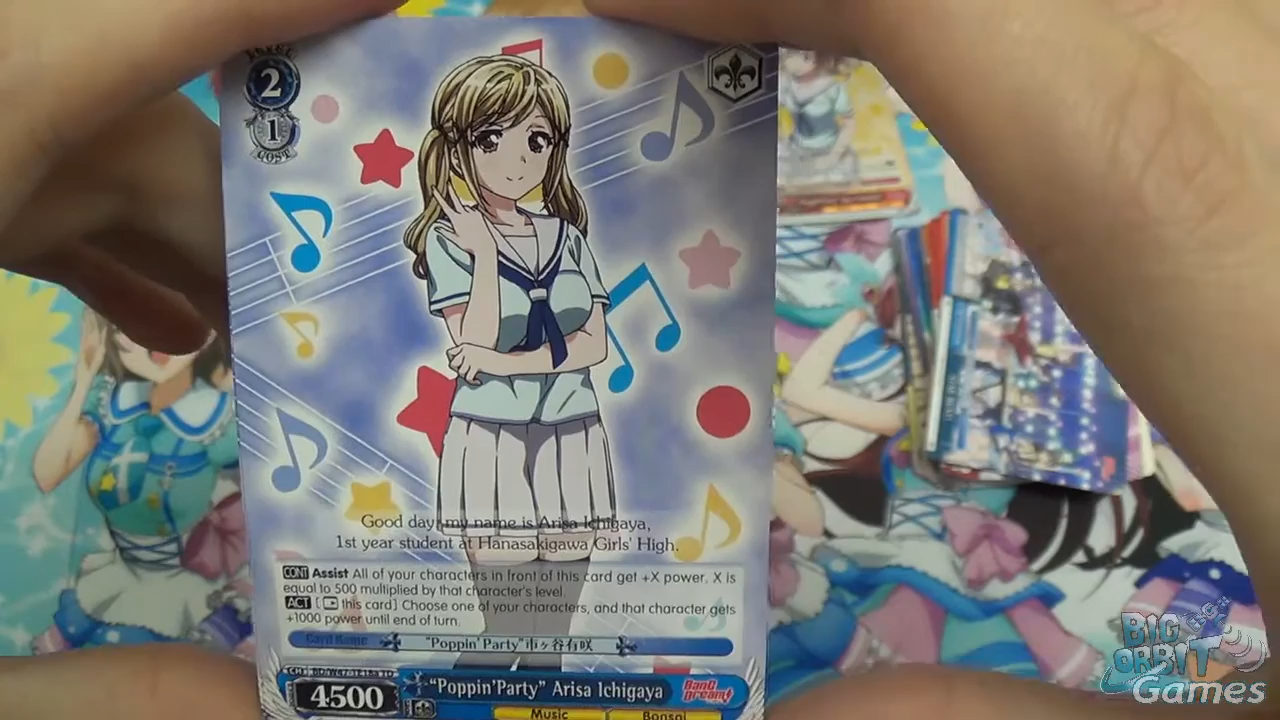 LEVEL
2
1
COST
Good day, my name is Arisa Ichigaya,
1st year student at Hanasakigawa Girls' High.
CONT Assist All of your characters in front of this card get +X power. X is
equal to 500 multiplied by that character's level.
ACT [ this card] Choose one of your characters, and that character gets
+1000 power until end of turn.
Card Name "Poppin'Party"市ヶ谷有咲
4500 "Poppin'Party" Arisa Ichigaya BanG Dream!
Music Bonsai
BIG ORBIT Games